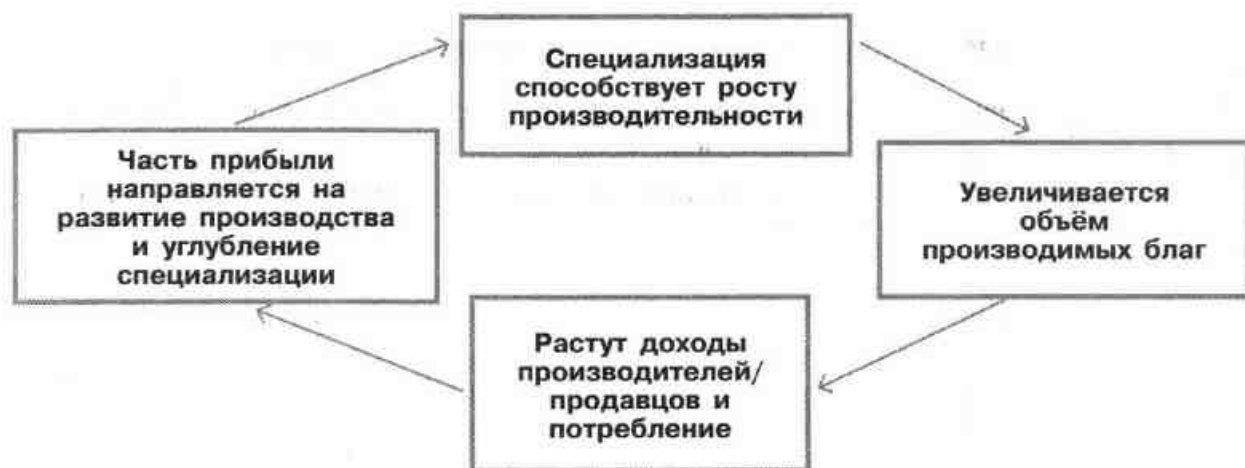 Специализация
способствует росту
производительности
Часть прибыли
направляется на
развитие производства
и углубление
специализации
Увеличивается
объём
производимых благ
Растут доходы
производителей/
продавцов и
потребление